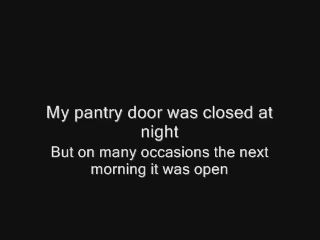 My pantry door was closed at
night
But on many occasions the next
morning it was open